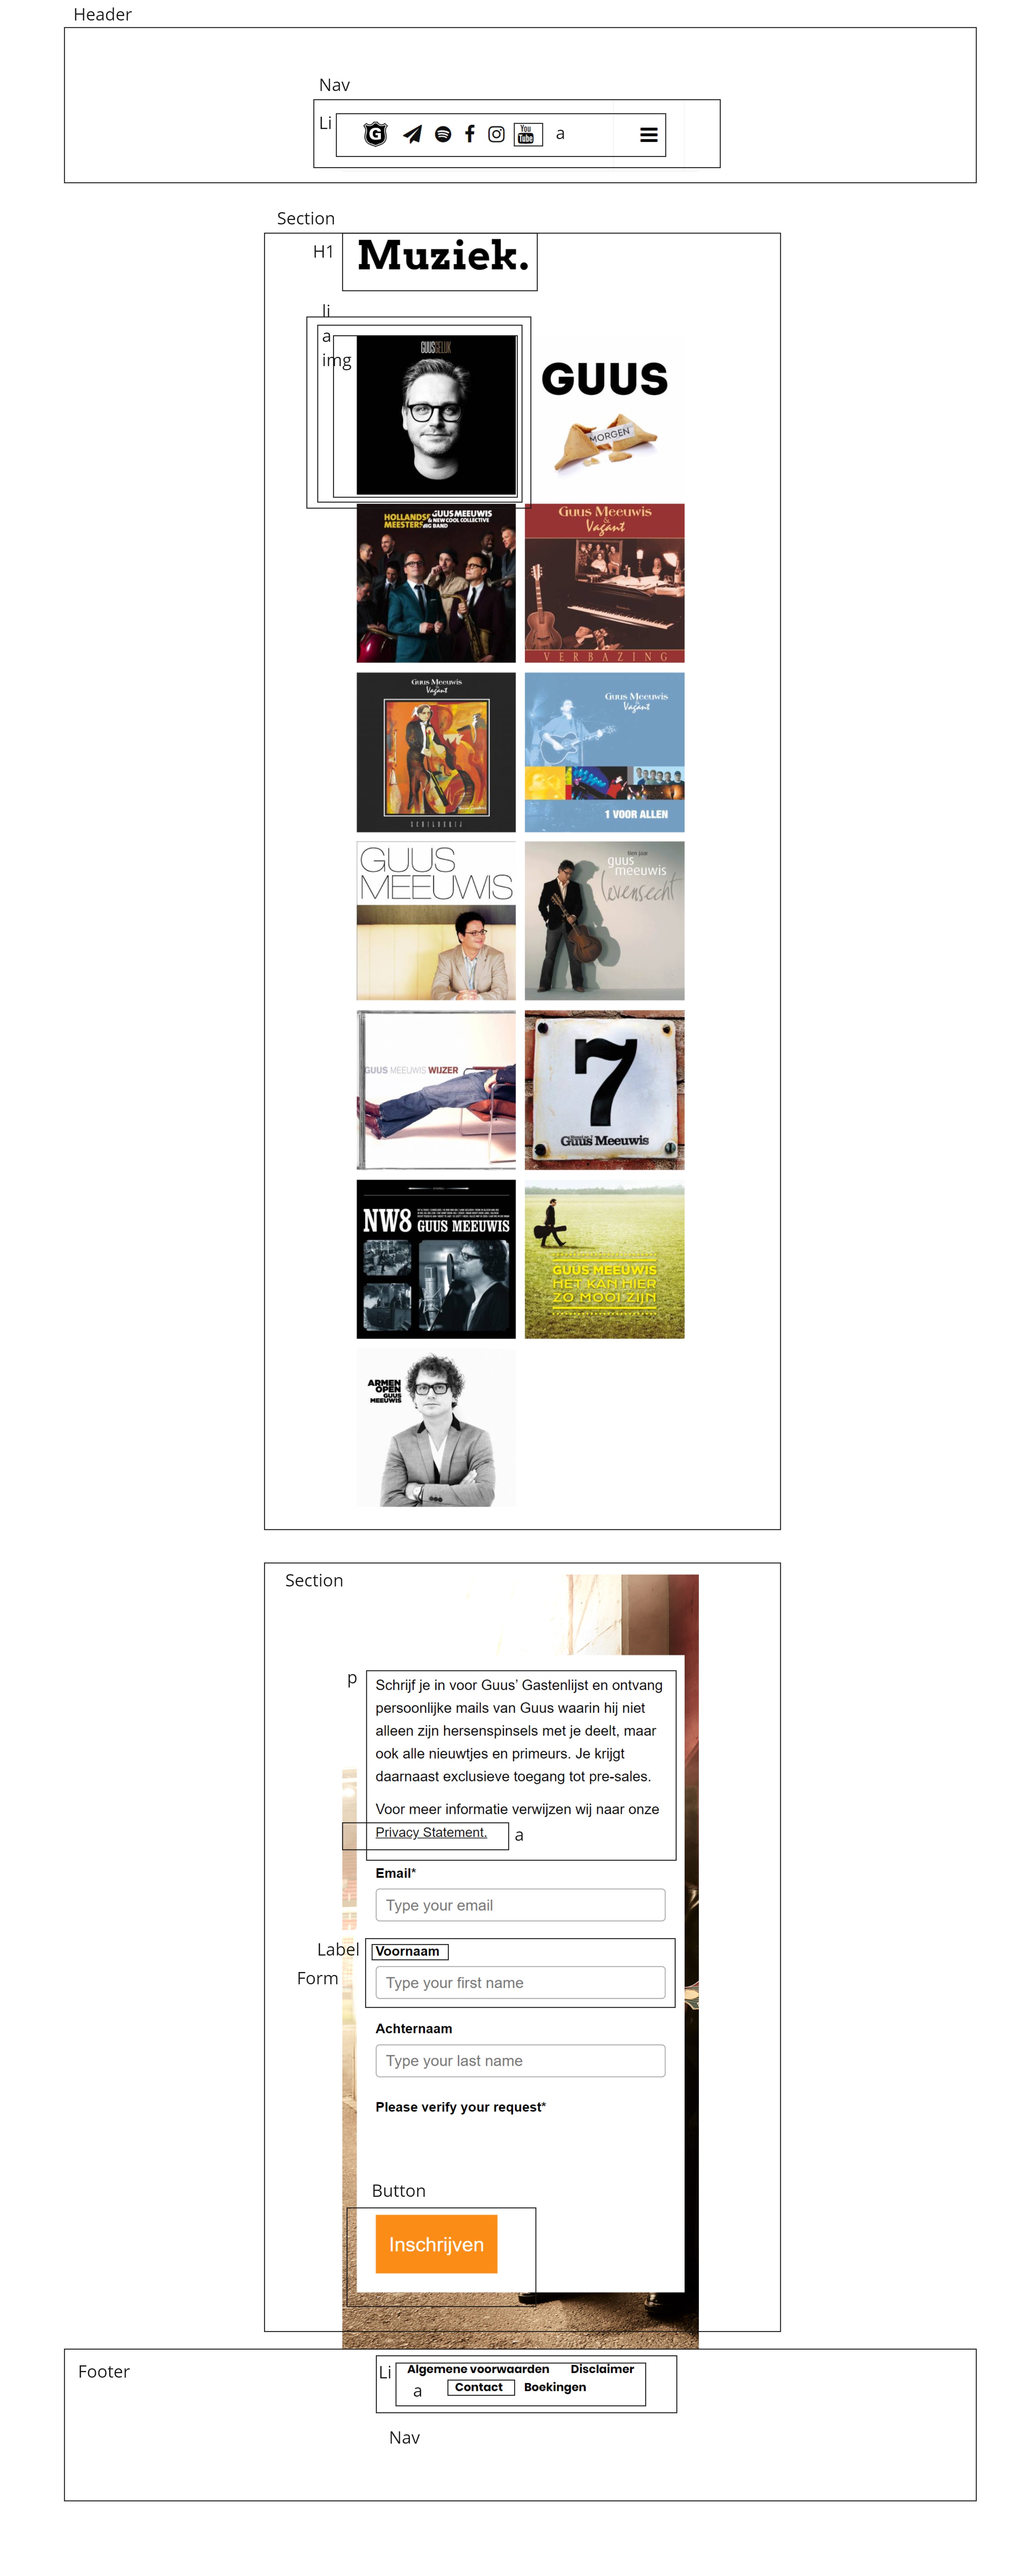 Header
Nav
Li
G
You
Tube
a
Section
H1
Muziek.
li
a
img
GUUSGELUK
GUUS
MORGEN
HOLLANDSE
MEESTERS
GUUS MEEUWIS
& NEW COOL COLLECTIVE
BIG BAND
Guus Meeuwis
& Vagant
VERBAZING
Guus Meeuwis
Vagant
SCHILDERIJ
Guus Meeuwis
Vagant
1 VOOR ALLEN
GUUS
MEEUWIS
tien jaar
guus
meeuwis
levensecht
GUUS MEEUWIS WIJZER
7
Guus Meeuwis
NW8
GUUS MEEUWIS
GUUS MEEUWIS
HET KAN HIER
ZO MOOI ZIJN
ARMEN
OPEN
GUUS
MEEUWIS
Section
p
Schrijf je in voor Guus’ Gastenlijst en ontvang
persoonlijke mails van Guus waarin hij niet
alleen zijn hersenspinsels met je deelt, maar
ook alle nieuwtjes en primeurs. Je krijgt
daarnaast exclusieve toegang tot pre-sales.
Voor meer informatie verwijzen wij naar onze
Privacy Statement.
a
Email*
Type your email
Label
Voornaam
Form
Type your first name
Achternaam
Type your last name
Please verify your request*
Button
Inschrijven
Footer
Li
Algemene voorwaarden Disclaimer
a
Contact Boekingen
Nav